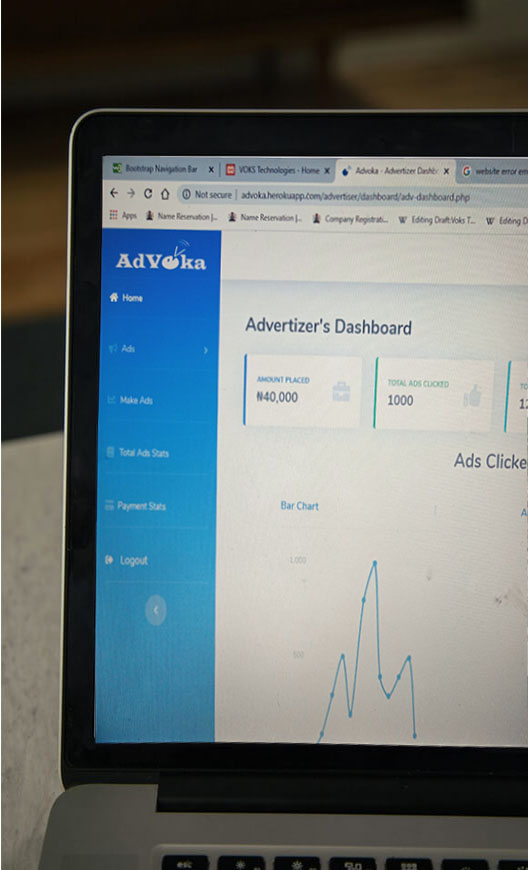 Bootstrap Navigation Bar
VOKS Technologies - Home
Advoka - Advertizer Dashb
website error em
Not secure | advoka.herokuapp.com/advertiser/dashboard/adv-dashboard.php
Apps
Name Reservation |...
Name Reservation |...
Company Registrati...
Editing Draft:Voks T...
Editing D
AdVoka
Home
Advertizer's Dashboard
Ads
AMOUNT PLACED
₦40,000
TOTAL ADS CLICKED
1000
TO
12
Make Ads
Total Ads Stats
Ads Clicke
Payment Stats
Bar Chart
A
Logout
1,000
500
esc